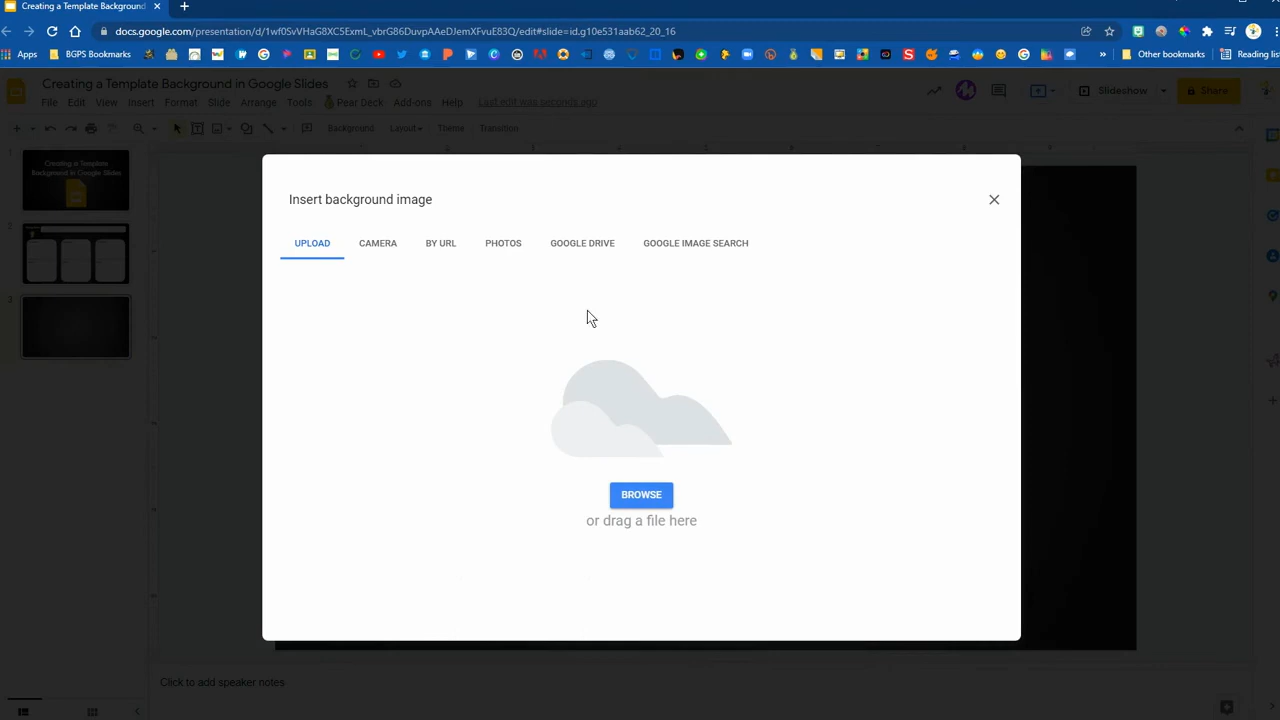 Creating a Template Background
docs.google.com/presentation/d/1wf0SvVHaG8XC5ExmL_vbrG86DuvpAAeDJemXFvuE83Q/edit#slide=id.g10e531aab62_20_16
Apps
BGPS Bookmarks
Other bookmarks
Reading list
Creating a Template Background in Google Slides
File Edit View Insert Format Slide Arrange Tools Pear Deck Add-ons Help Last edit was seconds ago
Slideshow
Share
Background Layout Theme Transition
1
Creating a Template
Background in Google Slides
2
3
Insert background image
UPLOAD CAMERA BY URL PHOTOS GOOGLE DRIVE GOOGLE IMAGE SEARCH
BROWSE
or drag a file here
Click to add speaker notes